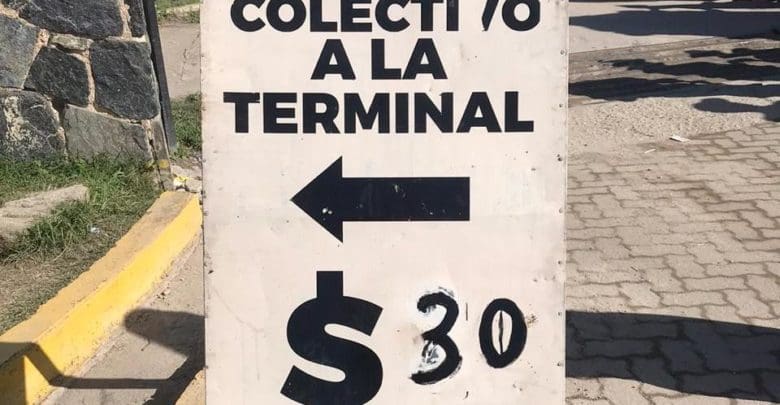 COLECTIVO
A LA
TERMINAL
$ 30